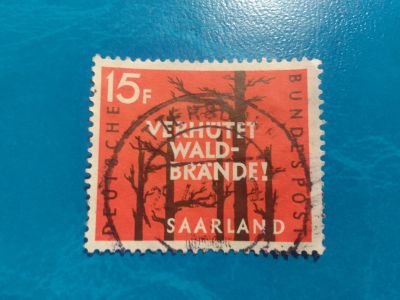 15F
DEUTSCHE
BUNDESPOST
VERHÜTET
WALD-
BRÄNDE!
SAARLAND